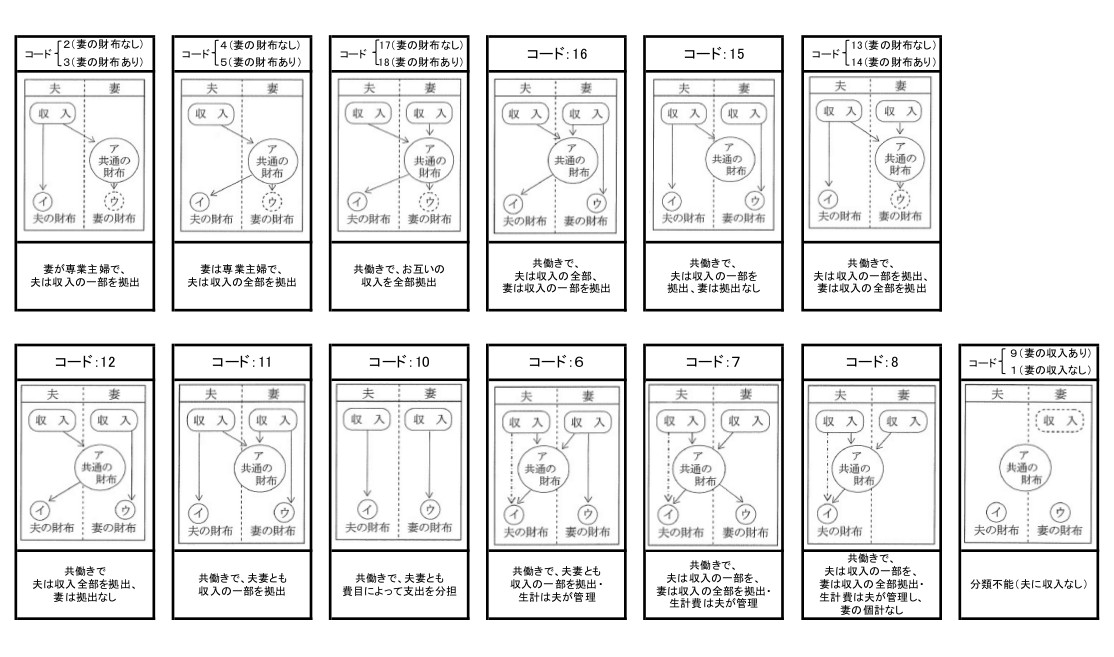 コード 2(妻の財布なし)
3(妻の財布あり)
夫 妻
収 入
ア
共通の
財布
イ ウ
夫の財布 妻の財布
妻が専業主婦で、
夫は収入の一部を拠出
コード 4(妻の財布なし)
5(妻の財布あり)
夫 妻
収 入
ア
共通の
財布
イ ウ
夫の財布 妻の財布
妻は専業主婦で、
夫は収入の全部を拠出
コード 17(妻の財布なし)
18(妻の財布あり)
夫 妻
収 入 収 入
ア
共通の
財布
イ ウ
夫の財布 妻の財布
共働きで、お互いの
収入を全部拠出
コード:16
夫 妻
収 入 収 入
ア
共通の
財布
イ ウ
夫の財布 妻の財布
共働きで、
夫は収入の全部、
妻は収入の一部を拠出
コード:15
夫 妻
収 入 収 入
ア
共通の
財布
イ ウ
夫の財布 妻の財布
共働きで、
夫は収入の一部を
拠出、妻は拠出なし
コード 13(妻の財布なし)
14(妻の財布あり)
夫 妻
収 入 収 入
ア
共通の
財布
イ ウ
夫の財布 妻の財布
共働きで、
夫は収入の一部を拠出、
妻は収入の全部を拠出
コード:12
夫 妻
収 入 収 入
ア
共通の
財布
イ ウ
夫の財布 妻の財布
共働きで
夫は収入全部を拠出、
妻は拠出なし
コード:11
夫 妻
収 入 収 入
ア
共通の
財布
イ ウ
夫の財布 妻の財布
共働きで、夫妻とも
収入の一部を拠出
コード:10
夫 妻
収 入 収 入
イ ウ
夫の財布 妻の財布
共働きで、夫妻とも
費目によって支出を分担
コード:6
夫 妻
収 入 収 入
ア
共通の
財布
イ ウ
夫の財布 妻の財布
共働きで、夫妻とも
収入の一部を拠出・
生計は夫が管理
コード:7
夫 妻
収 入 収 入
ア
共通の
財布
イ ウ
夫の財布 妻の財布
共働きで、
夫は収入の一部を、
妻は収入の全部を拠出・
生計費は夫が管理
コード:8
夫 妻
収 入 収 入
ア
共通の
財布
イ
夫の財布
共働きで、
夫は収入の一部を、
妻は収入の全部拠出・
生計費は夫が管理し、
妻の個計なし
コード 9(妻の収入あり)
1(妻の収入なし)
夫 妻
収 入
ア
共通の
財布
イ ウ
夫の財布 妻の財布
分類不能(夫に収入なし)